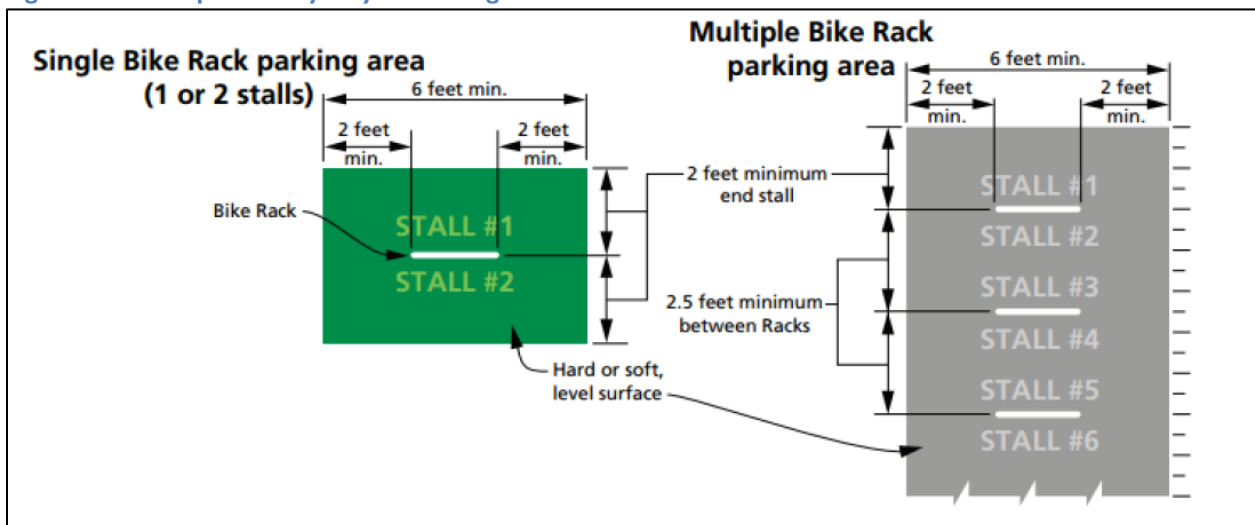 Single Bike Rack parking area
(1 or 2 stalls)
6 feet min.
2 feet
min.
2 feet
min.
Bike Rack
STALL #1
STALL #2
Multiple Bike Rack
parking area
6 feet min.
2 feet
min.
2 feet
min.
2 feet minimum
end stall
2.5 feet minimum
between Racks
Hard or soft,
level surface
STALL #1
STALL #2
STALL #3
STALL #4
STALL #5
STALL #6